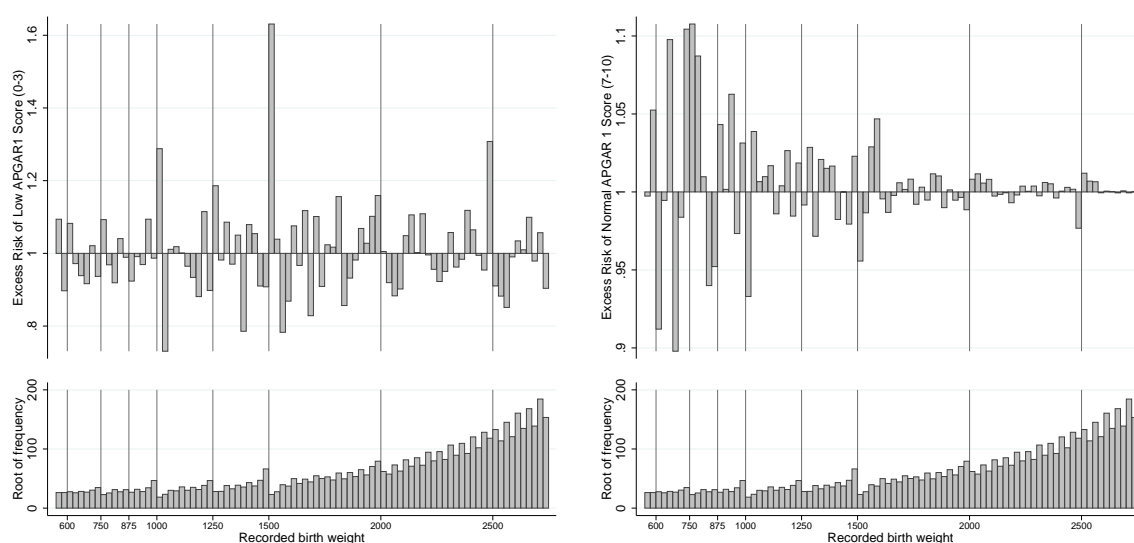 Excess Risk of Low APGAR1 Score (0-3)
1.6
1.4
1.2
1
.8
Root of frequency
200
100
0
600 750 875 1000 1250 1500 2000 2500
Recorded birth weight
Excess Risk of Normal APGAR 1 Score (7-10)
1.1
1.05
1
.95
.9
Root of frequency
200
100
0
600 750 875 1000 1250 1500 2000 2500
Recorded birth weight